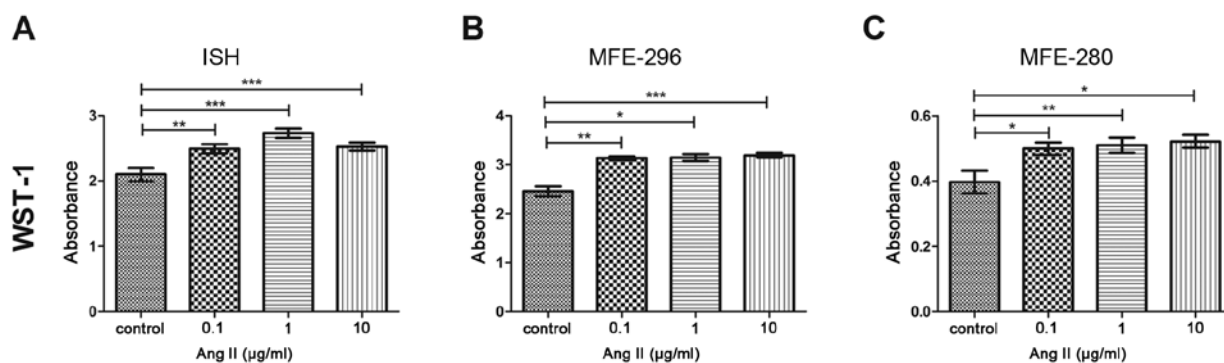 A
ISH
***
***
**
3
2
1
0
Absorbance
control
0.1
1
10
Ang II (µg/ml)
B
MFE-296
***
*
**
4
3
2
1
0
Absorbance
control
0.1
1
10
Ang II (µg/ml)
C
MFE-280
*
**
*
0.6
0.4
0.2
0.0
Absorbance
control
0.1
1
10
Ang II (µg/ml)
WST-1